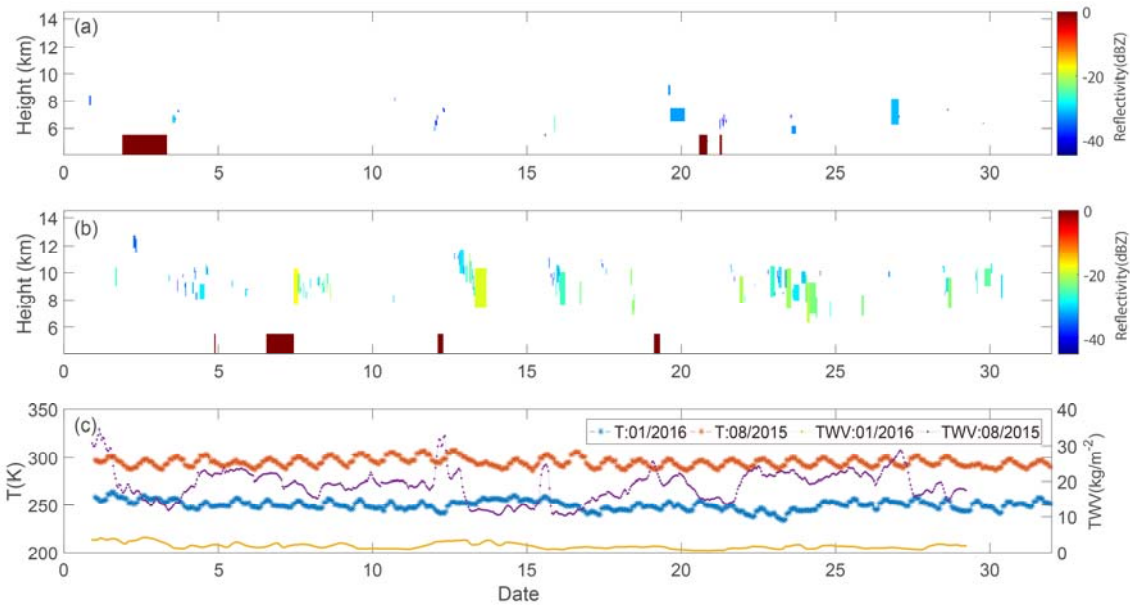 (a)
Height (km)
14
12
10
8
6
0 5 10 15 20 25 30
0
-20
-40
Reflectivity(dBZ)
(b)
Height (km)
14
12
10
8
6
0 5 10 15 20 25 30
0
-20
-40
Reflectivity(dBZ)
(c)
T(K)
350
300
250
200
T:01/2016 T:08/2015 TWV:01/2016 TWV:08/2015
40
30
20
10
0
TWV(kg/m-2)
0 5 10 15 20 25 30
Date